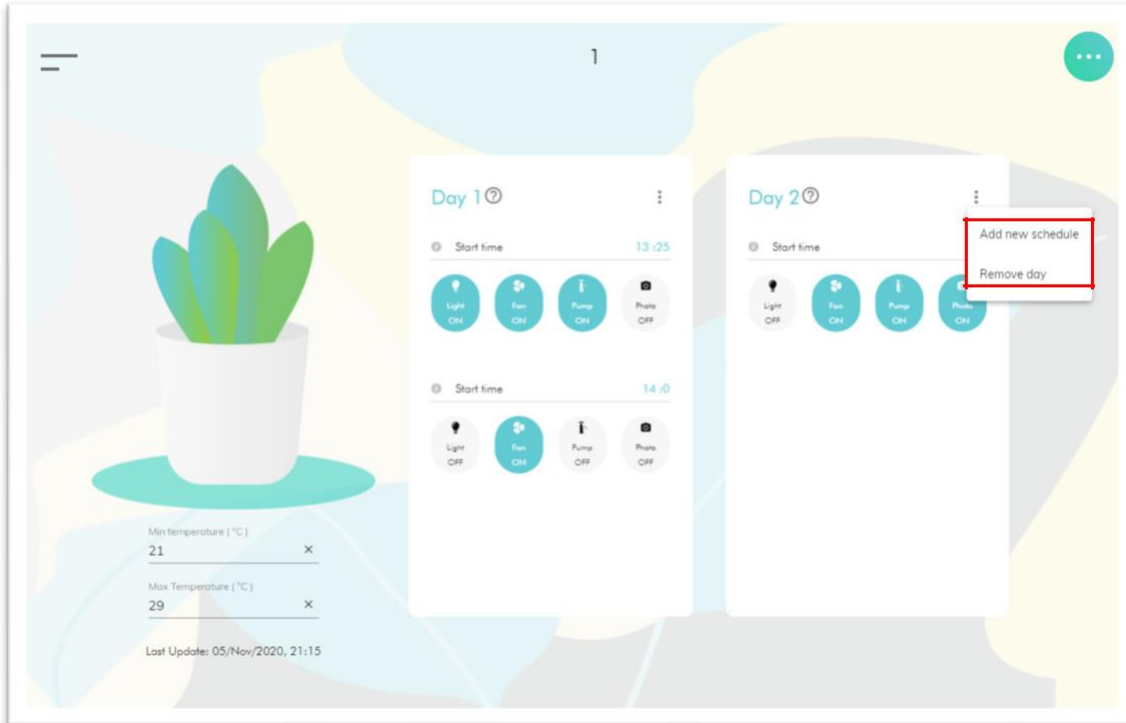 1
Day 1
Start time 13 :25
Light Fan Pump Photo
ON ON ON OFF
Start time 14 :0
Light Fan Pump Photo
OFF ON OFF OFF
Day 2
Start time
Light Fan Pump Photo
OFF ON ON ON
Add new schedule
Remove day
Min temperature ( °C )
21
Max Temperature ( °C )
29
Last Update: 05/Nov/2020, 21:15